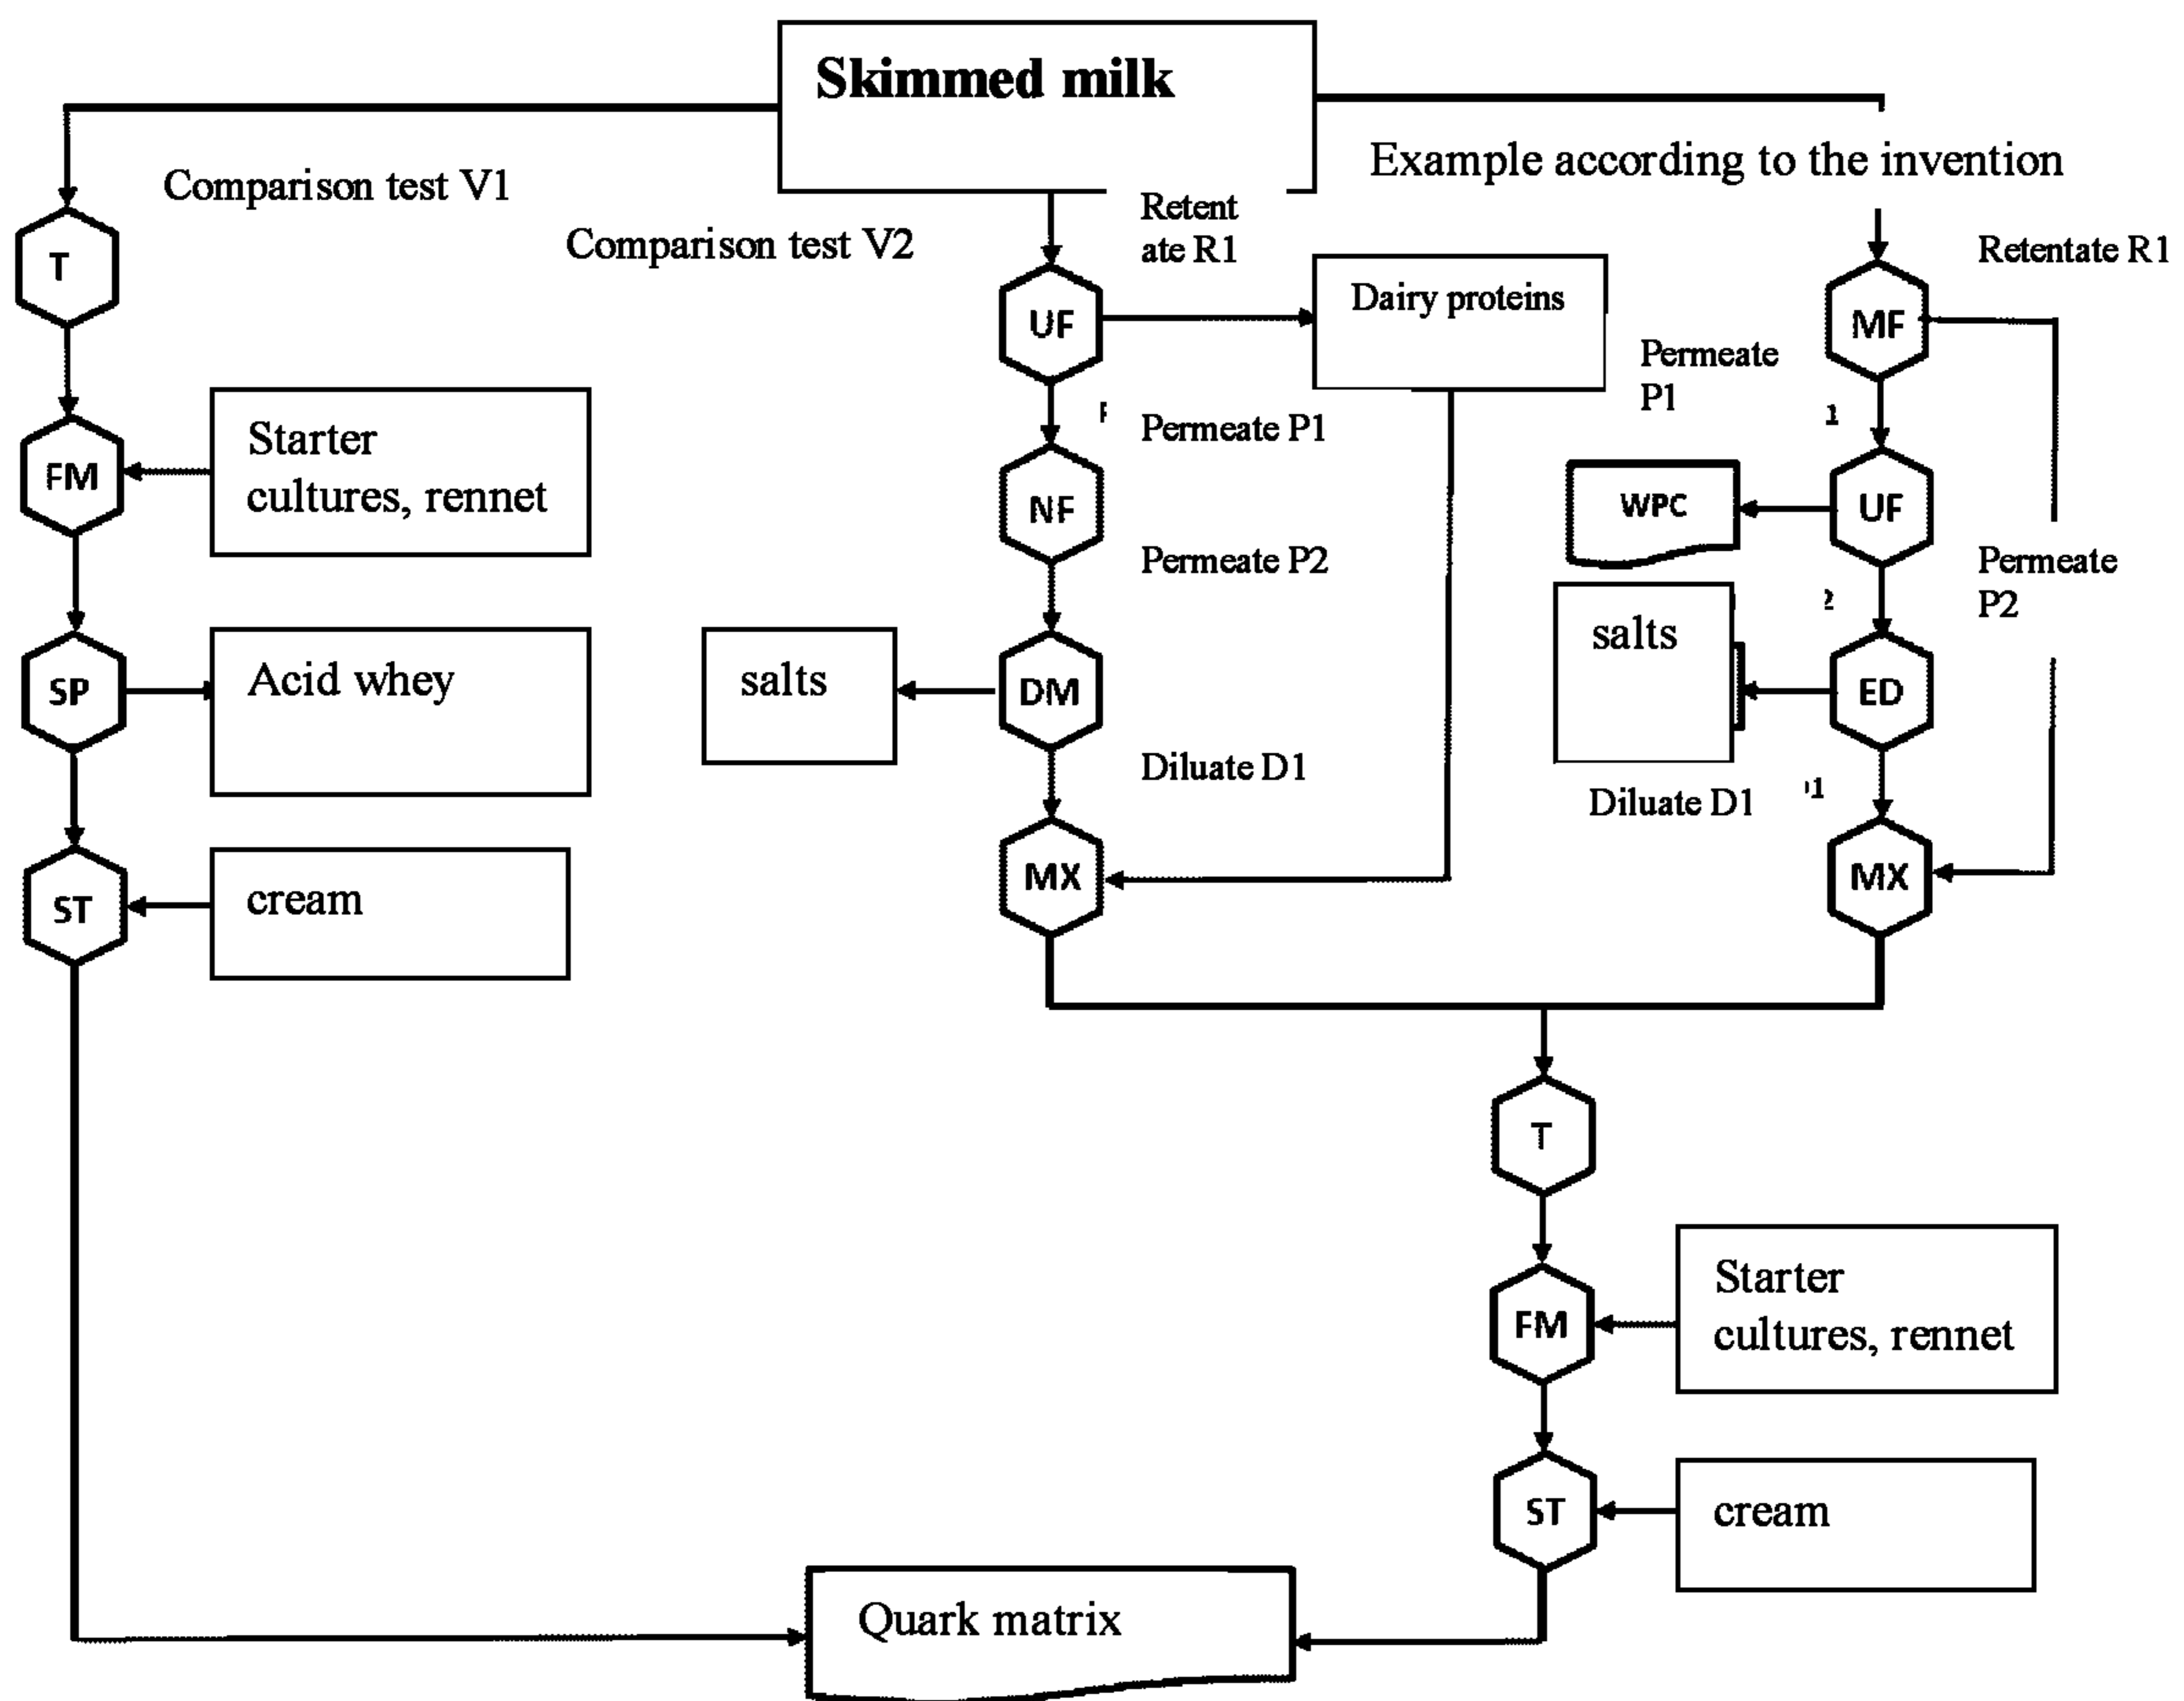 Skimmed milk
Comparison test V1
Comparison test V2
Example according to the invention
Retent
ate R1
Retentate R1
T
UF
Dairy proteins
MF
Permeate
P1
1
FM
Starter
cultures, rennet
Permeate P1
NF
WPC
UF
Permeate P2
2
Permeate
P2
SP
Acid whey
salts
DM
salts
ED
Diluate D1
Diluate D1
1
ST
cream
MX
MX
T
FM
Starter
cultures, rennet
ST
cream
Quark matrix